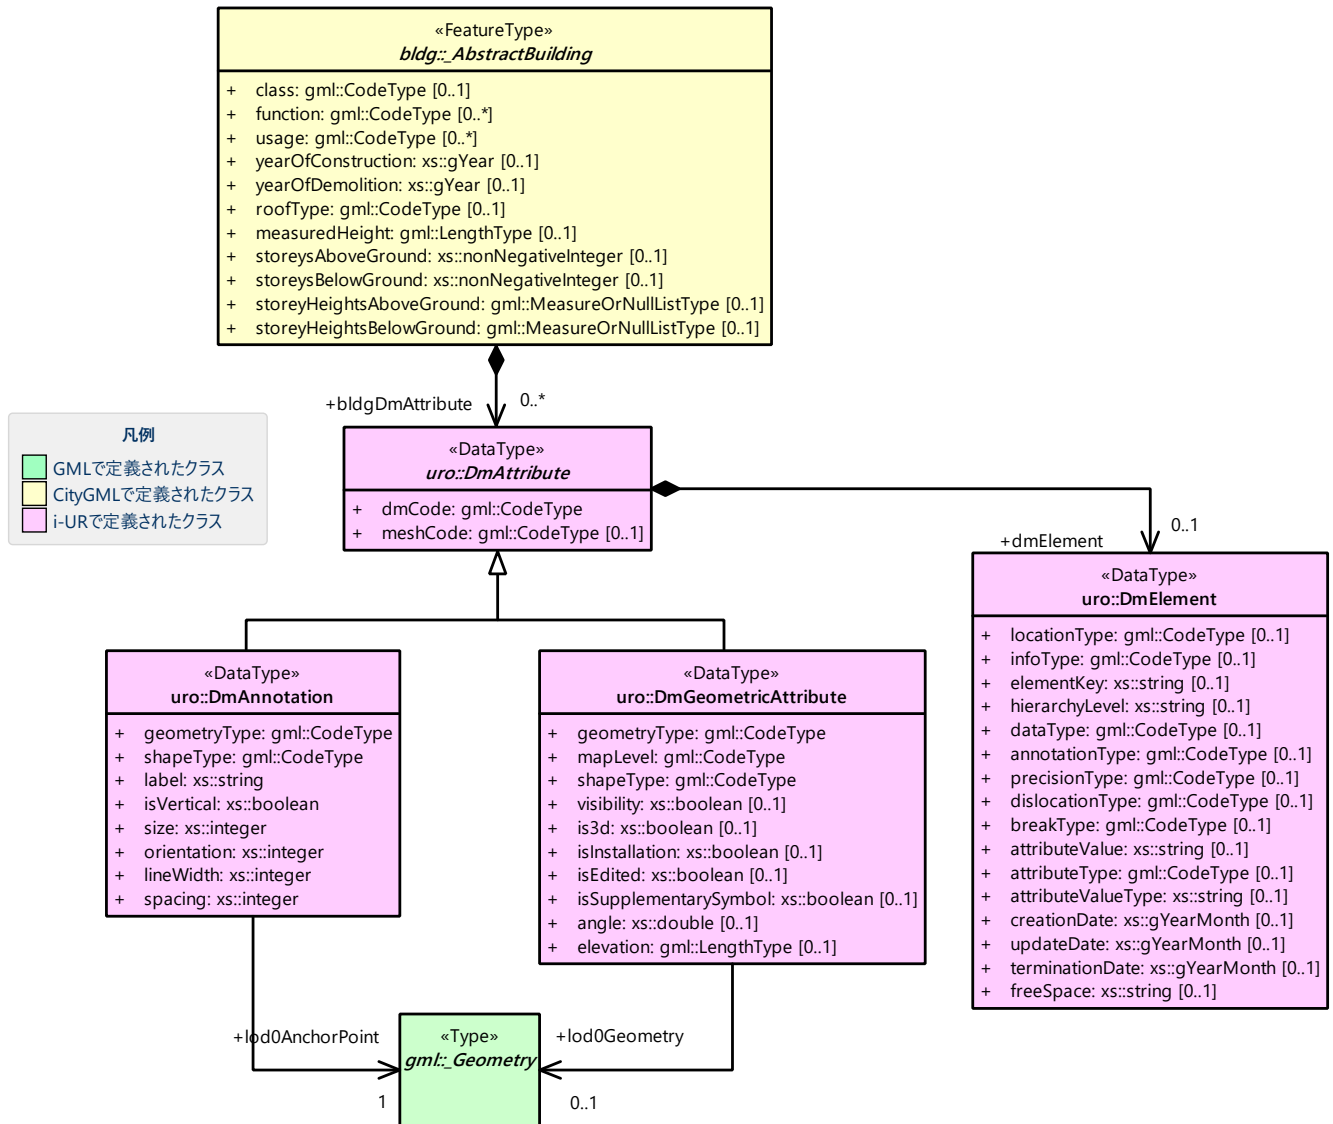 «FeatureType»
bldg::_AbstractBuilding
+ class: gml::CodeType [0..1]
+ function: gml::CodeType [0..*]
+ usage: gml::CodeType [0..*]
+ yearOfConstruction: xs::gYear [0..1]
+ yearOfDemolition: xs::gYear [0..1]
+ roofType: gml::CodeType [0..1]
+ measuredHeight: gml::LengthType [0..1]
+ storeysAboveGround: xs::nonNegativeInteger [0..1]
+ storeysBelowGround: xs::nonNegativeInteger [0..1]
+ storeyHeightsAboveGround: gml::MeasureOrNullListType [0..1]
+ storeyHeightsBelowGround: gml::MeasureOrNullListType [0..1]
+bldgDmAttribute
0..*
凡例
GMLで定義されたクラス
CityGMLで定義されたクラス
i-URで定義されたクラス
«DataType»
uro::DmAttribute
+ dmCode: gml::CodeType
+ meshCode: gml::CodeType [0..1]
+dmElement
0..1
«DataType»
uro::DmElement
+ locationType: gml::CodeType [0..1]
+ infoType: gml::CodeType [0..1]
+ elementKey: xs::string [0..1]
+ hierarchyLevel: xs::string [0..1]
+ dataType: gml::CodeType [0..1]
+ annotationType: gml::CodeType [0..1]
+ precisionType: gml::CodeType [0..1]
+ dislocationType: gml::CodeType [0..1]
+ breakType: gml::CodeType [0..1]
+ attributeValue: xs::string [0..1]
+ attributeType: gml::CodeType [0..1]
+ attributeValueType: xs::string [0..1]
+ creationDate: xs::gYearMonth [0..1]
+ updateDate: xs::gYearMonth [0..1]
+ terminationDate: xs::gYearMonth [0..1]
+ freeSpace: xs::string [0..1]
«DataType»
uro::DmAnnotation
+ geometryType: gml::CodeType
+ shapeType: gml::CodeType
+ label: xs::string
+ isVertical: xs::boolean
+ size: xs::integer
+ orientation: xs::integer
+ lineWidth: xs::integer
+ spacing: xs::integer
«DataType»
uro::DmGeometricAttribute
+ geometryType: gml::CodeType
+ mapLevel: gml::CodeType
+ shapeType: gml::CodeType
+ visibility: xs::boolean [0..1]
+ is3d: xs::boolean [0..1]
+ isInstallation: xs::boolean [0..1]
+ isEdited: xs::boolean [0..1]
+ isSupplementarySymbol: xs::boolean [0..1]
+ angle: xs::double [0..1]
+ elevation: gml::LengthType [0..1]
+lod0AnchorPoint
1
«Type»
gml::_Geometry
+lod0Geometry
0..1